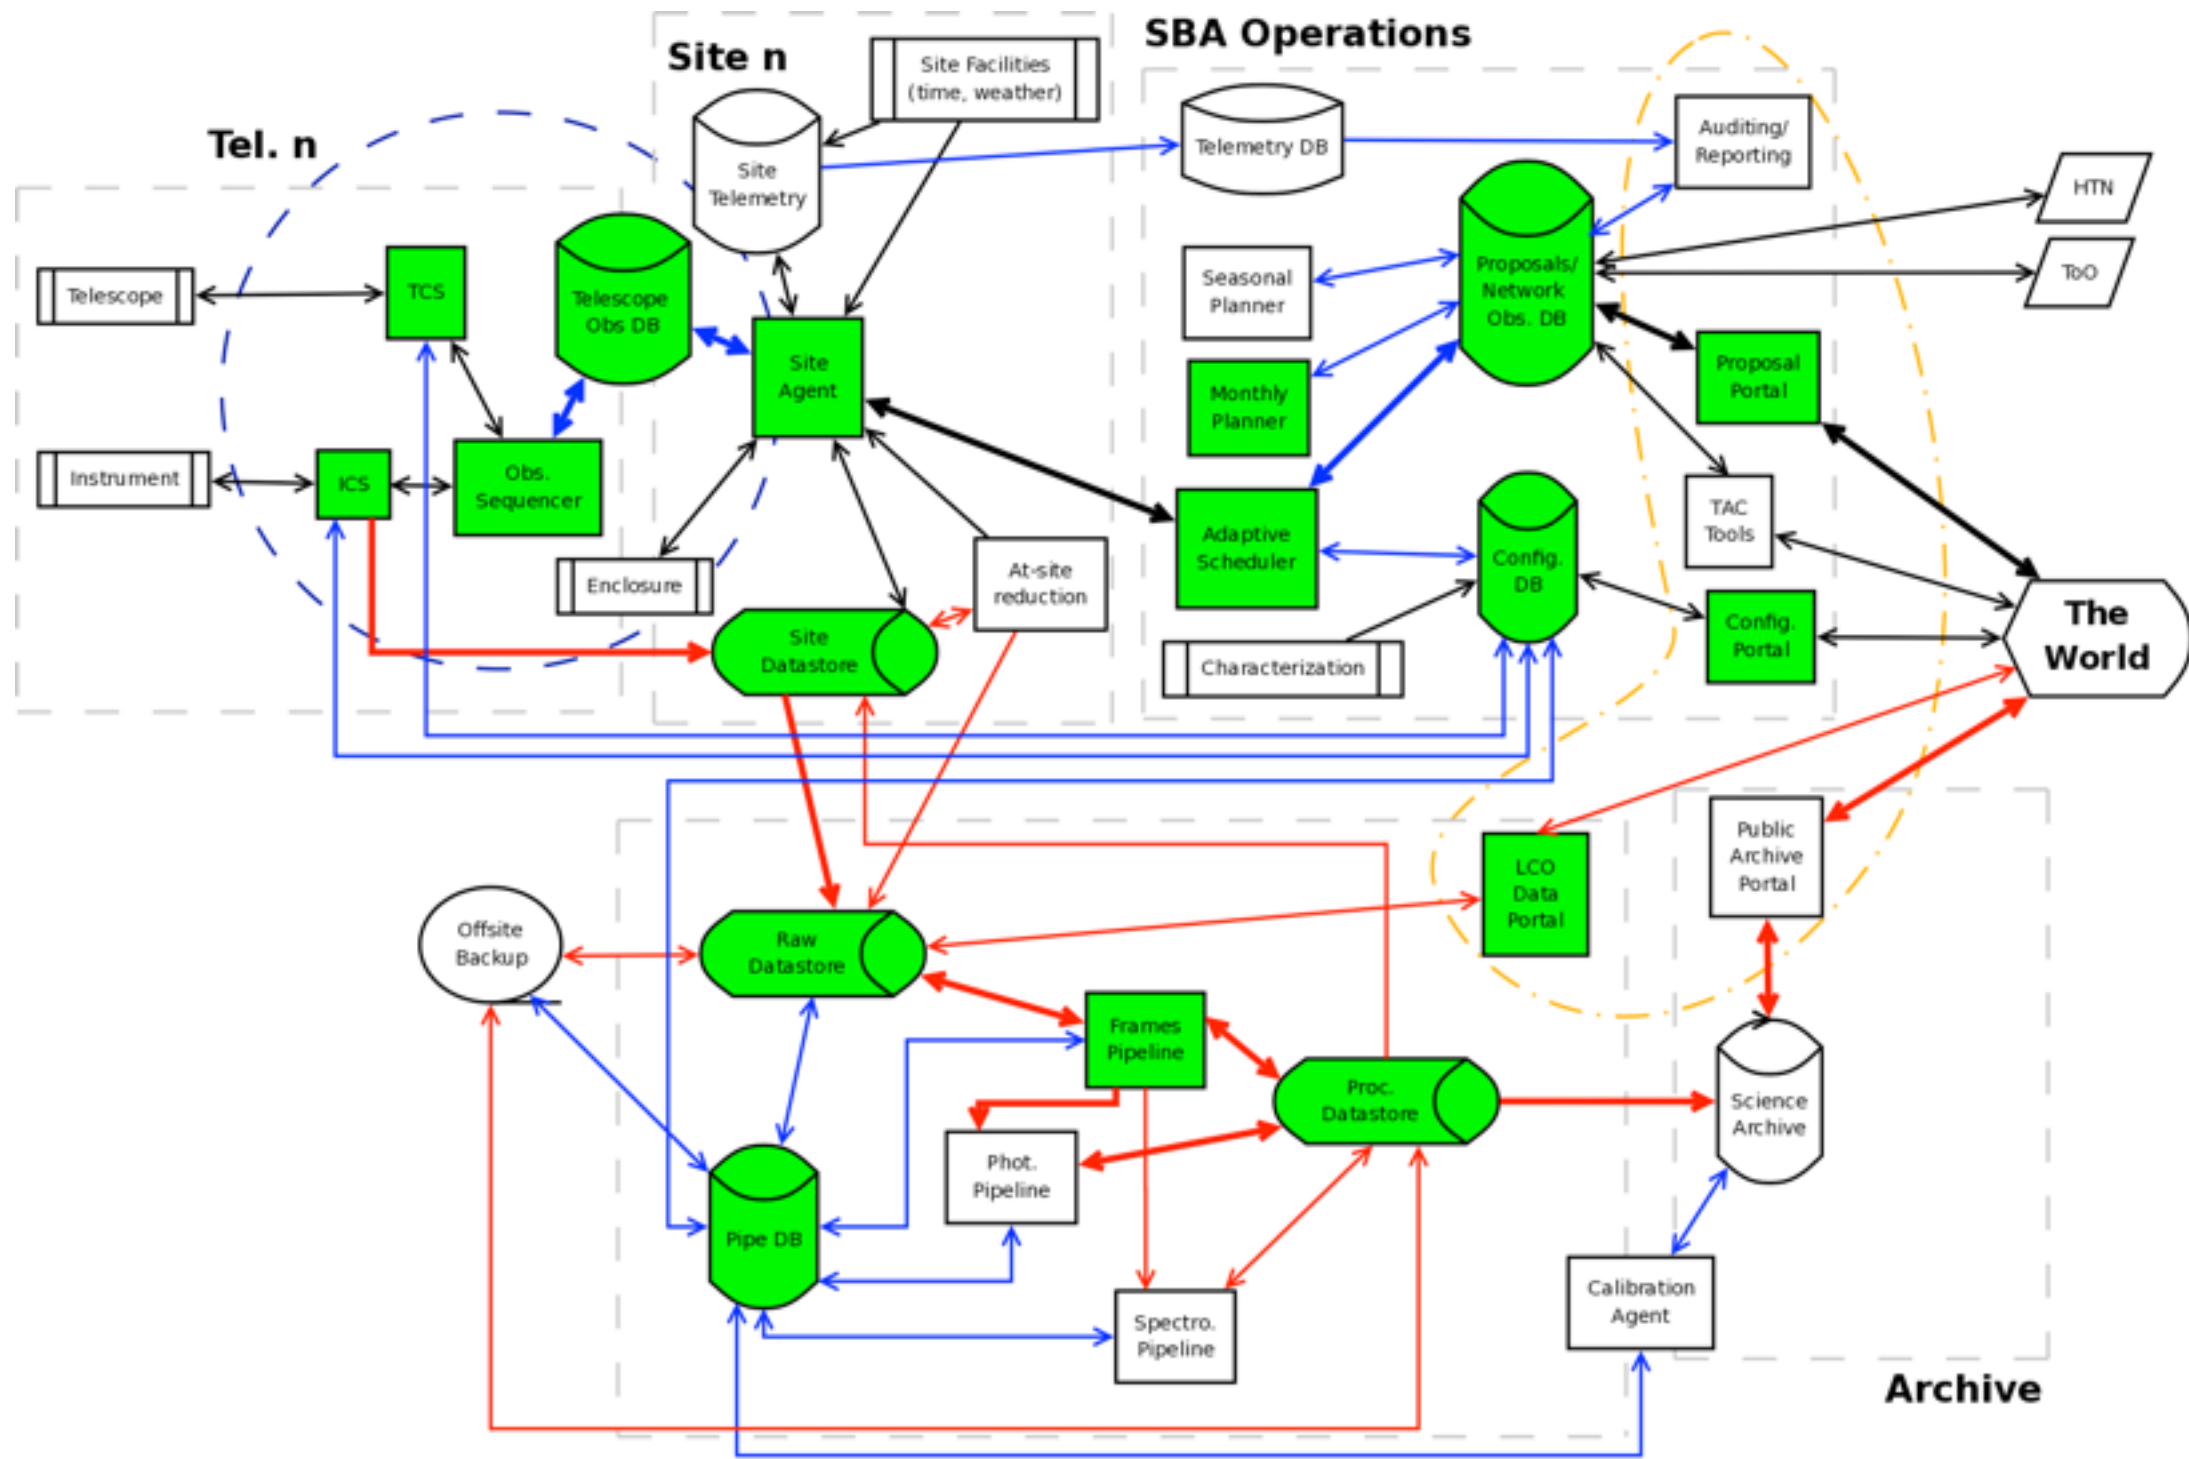 SBA Operations
Site n
Site Facilities
(time, weather)
Tel. n
Site
Telemetry
Telemetry DB
Auditing/
Reporting
HTN
ToO
Telescope
TCS
Telescope
Obs DB
Seasonal
Planner
Proposals/
Network
Obs. DB
Site
Agent
Monthly
Planner
Proposal
Portal
Instrument
ICS
Obs.
Sequencer
Adaptive
Scheduler
Config.
DB
TAC
Tools
Enclosure
At-site
reduction
Site
Datastore
Characterization
Config.
Portal
The
World
LCO
Data
Portal
Public
Archive
Portal
Offsite
Backup
Raw
Datastore
Frames
Pipeline
Proc.
Datastore
Science
Archive
Phot.
Pipeline
Pipe DB
Spectro.
Pipeline
Calibration
Agent
Archive